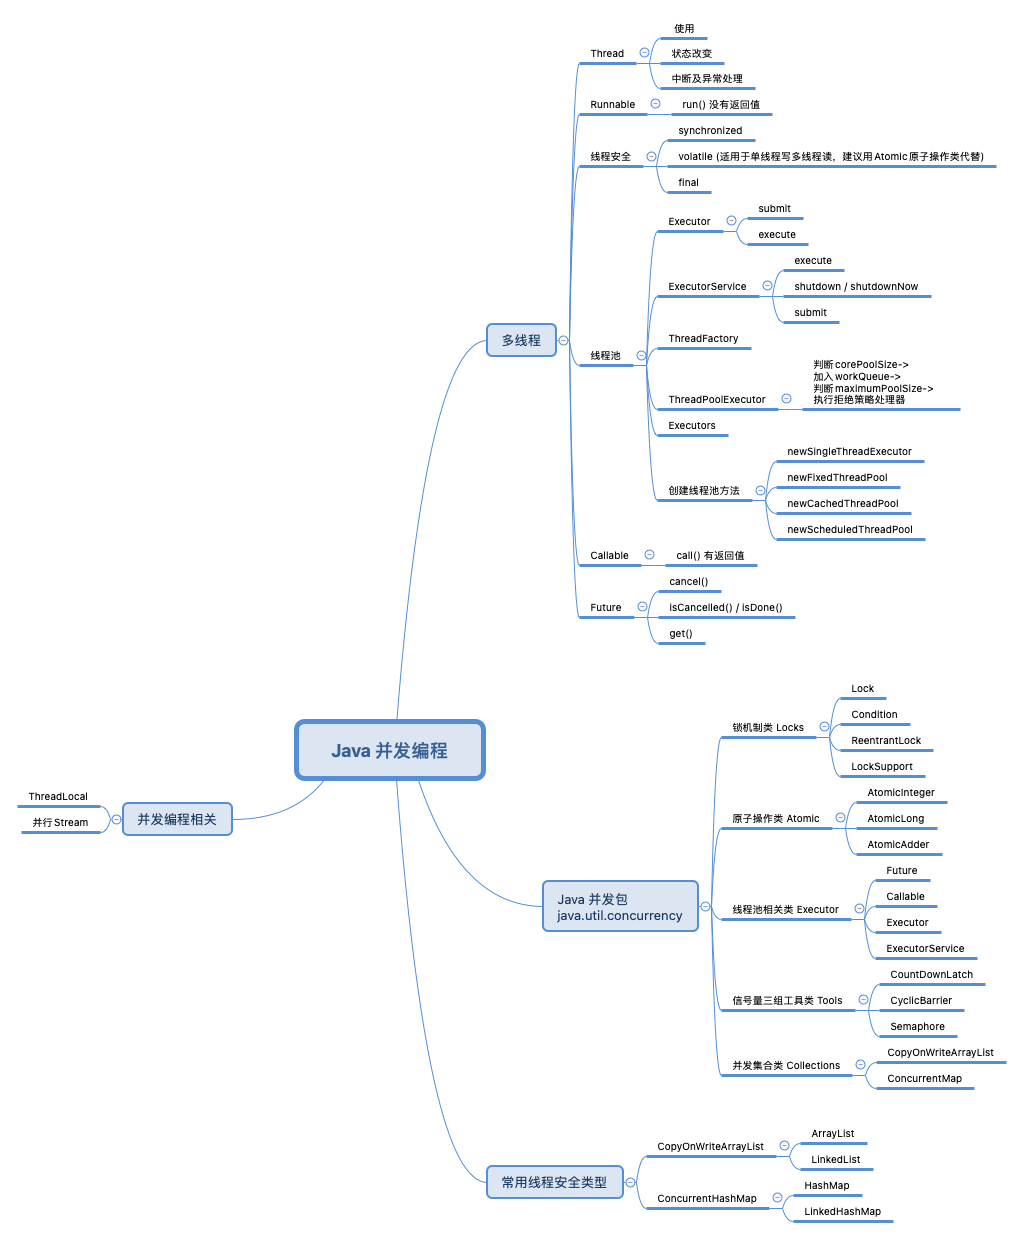 Java 并发编程
多线程
Thread
使用
状态改变
中断及异常处理
Runnable
run() 没有返回值
线程安全
synchronized
volatile (适用于单线程写多线程读，建议用 Atomic 原子操作类代替)
final
线程池
Executor
submit
execute
ExecutorService
execute
shutdown / shutdownNow
submit
ThreadFactory
ThreadPoolExecutor
判断 corePoolSize->
加入 workQueue->
判断 maximumPoolSize->
执行拒绝策略处理器
Executors
创建线程池方法
newSingleThreadExecutor
newFixedThreadPool
newCachedThreadPool
newScheduledThreadPool
Callable
call() 有返回值
Future
cancel()
isCancelled() / isDone()
get()
Java 并发包
java.util.concurrency
锁机制类 Locks
Lock
Condition
ReentrantLock
LockSupport
原子操作类 Atomic
AtomicInteger
AtomicLong
AtomicAdder
线程池相关类 Executor
Future
Callable
Executor
ExecutorService
信号量三组工具类 Tools
CountDownLatch
CyclicBarrier
Semaphore
并发集合类 Collections
CopyOnWriteArrayList
ConcurrentMap
常用线程安全类型
CopyOnWriteArrayList
ArrayList
LinkedList
ConcurrentHashMap
HashMap
LinkedHashMap
并发编程相关
ThreadLocal
并行 Stream